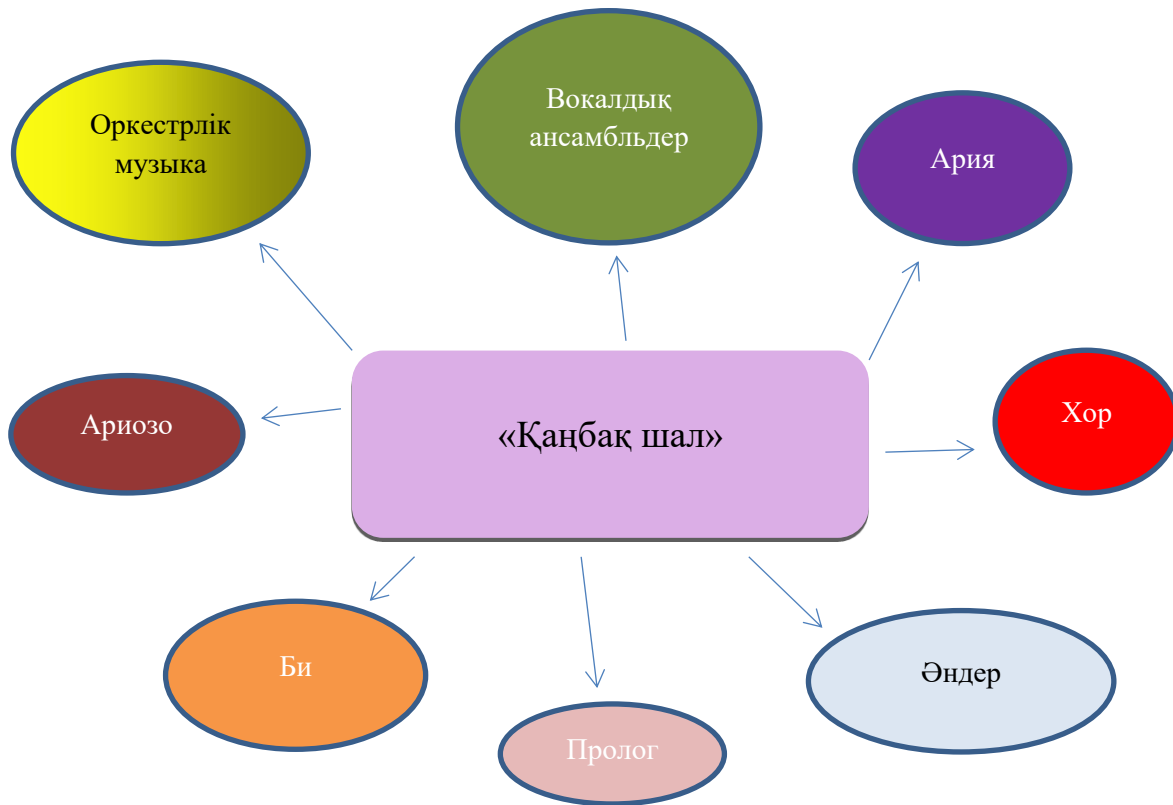 Оркестрлік
музыка
Вокалдық
ансамбльдер
Ария
Ариозо
«Қаңбақ шал»
Хор
Би
Пролог
Әндер